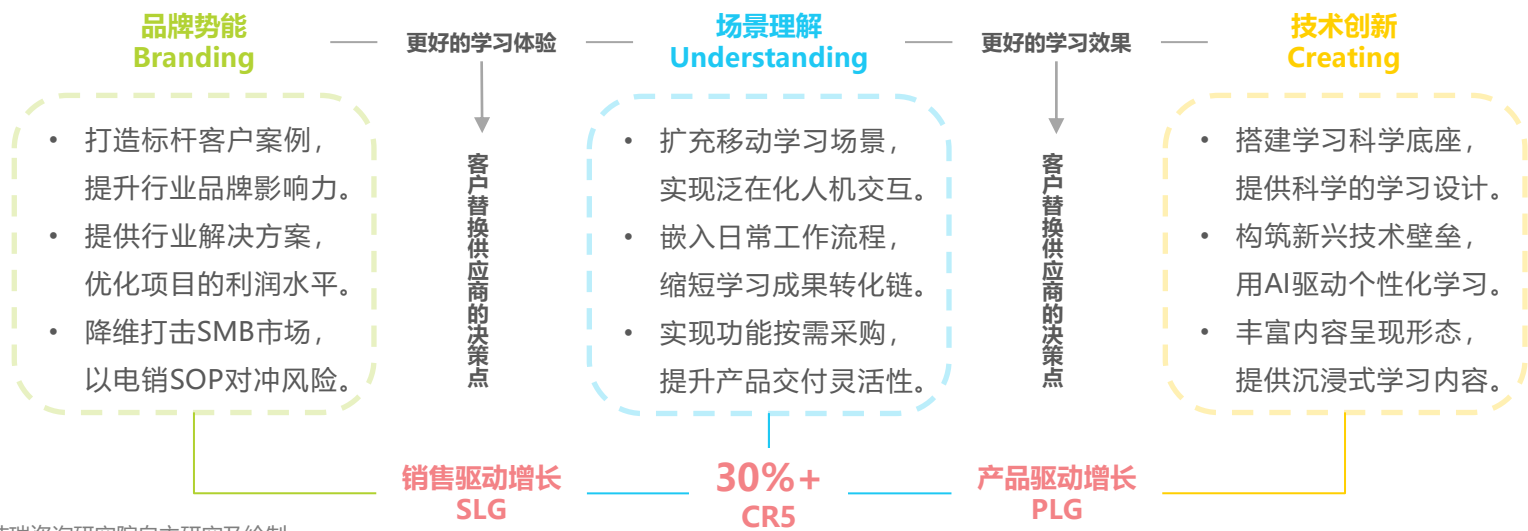 品牌势能
Branding
更好的学习体验
场景理解
Understanding
更好的学习效果
技术创新
Creating
• 打造标杆客户案例，
提升行业品牌影响力。
• 提供行业解决方案，
优化项目的利润水平。
• 降维打击SMB市场，
以电销SOP对冲风险。
客户替换供应商的决策点
• 扩充移动学习场景，
实现泛在化人机交互。
• 嵌入日常工作流程，
缩短学习成果转化链。
• 实现功能按需采购，
提升产品交付灵活性。
客户替换供应商的决策点
• 搭建学习科学底座，
提供科学的学习设计。
• 构筑新兴技术壁垒，
用AI驱动个性化学习。
• 丰富内容呈现形态，
提供沉浸式学习内容。
销售驱动增长
SLG
30%+
CR5
产品驱动增长
PLG